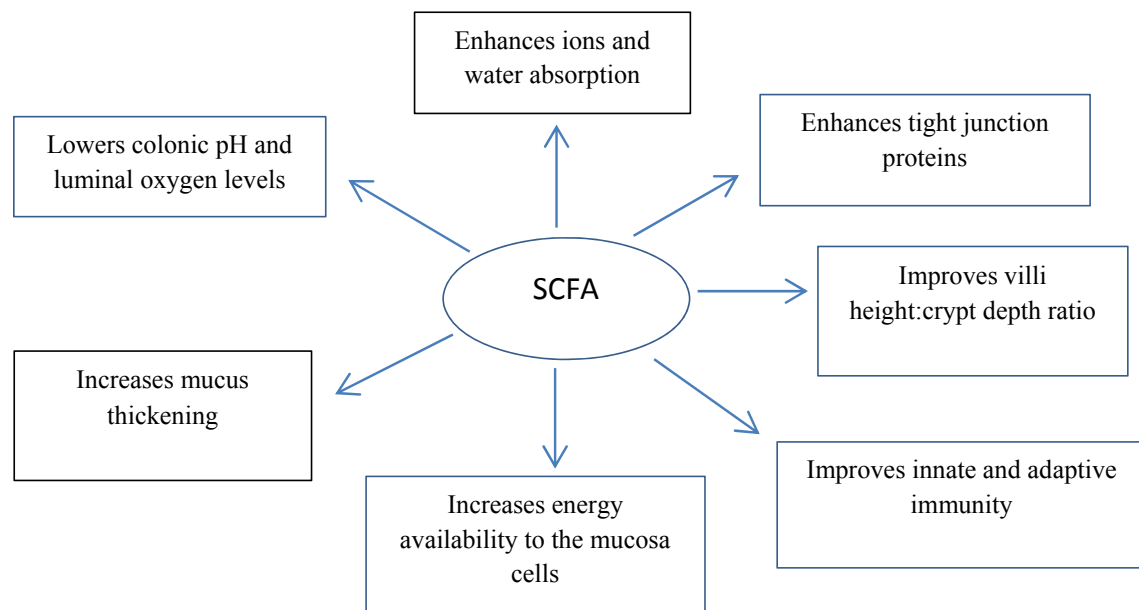 Enhances ions and
water absorption
Lowers colonic pH and
luminal oxygen levels
Enhances tight junction
proteins
SCFA
Improves villi
height:crypt depth ratio
Increases mucus
thickening
Improves innate and adaptive
immunity
Increases energy
availability to the mucosa
cells